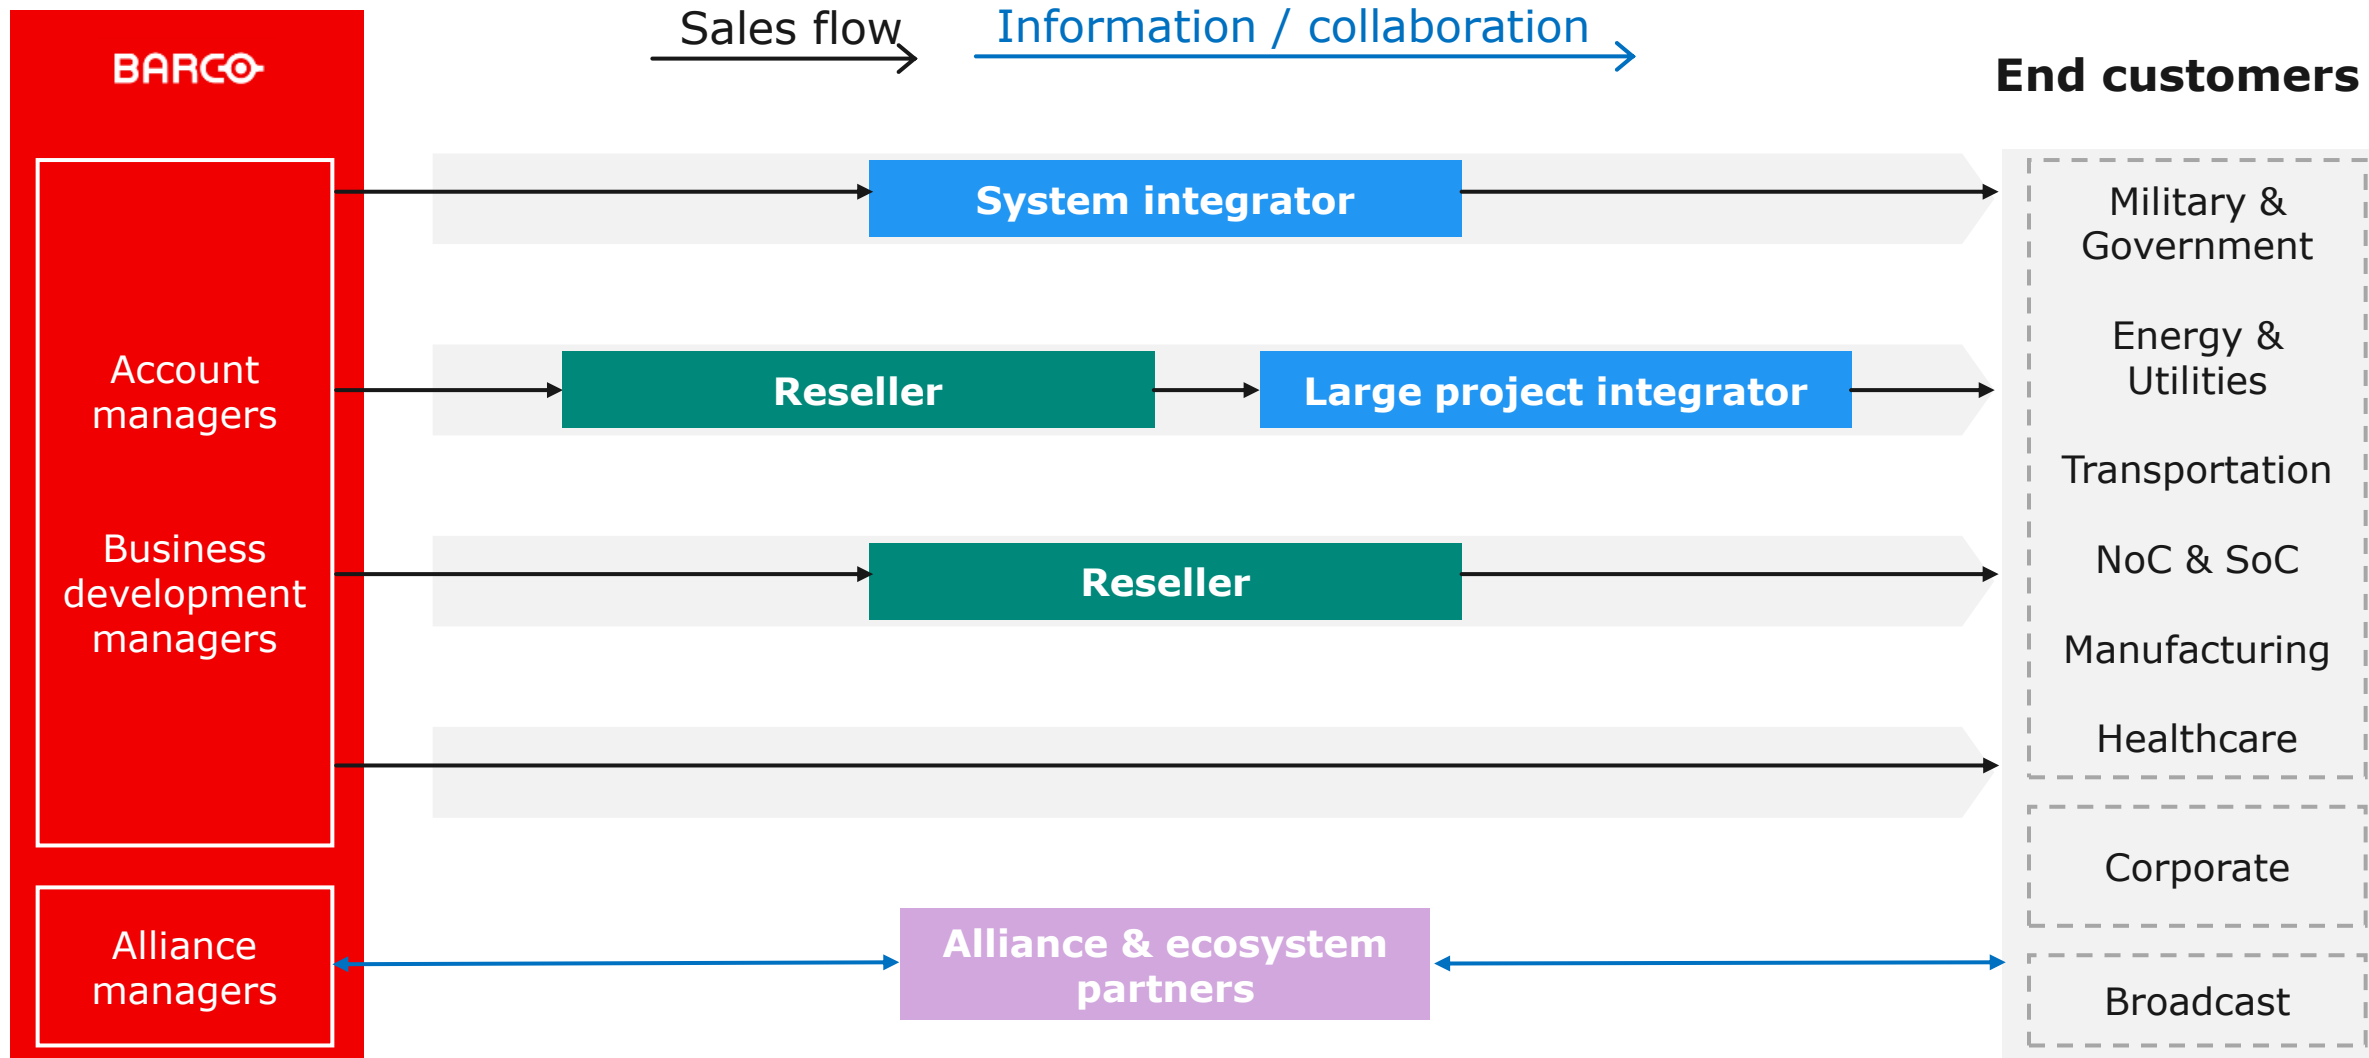 BARCO
Sales flow
Information / collaboration
End customers
Account
managers
Business
development
managers
Alliance
managers
System integrator
Reseller
Large project integrator
Reseller
Alliance & ecosystem
partners
Military &
Government
Energy &
Utilities
Transportation
NoC & SoC
Manufacturing
Healthcare
Corporate
Broadcast